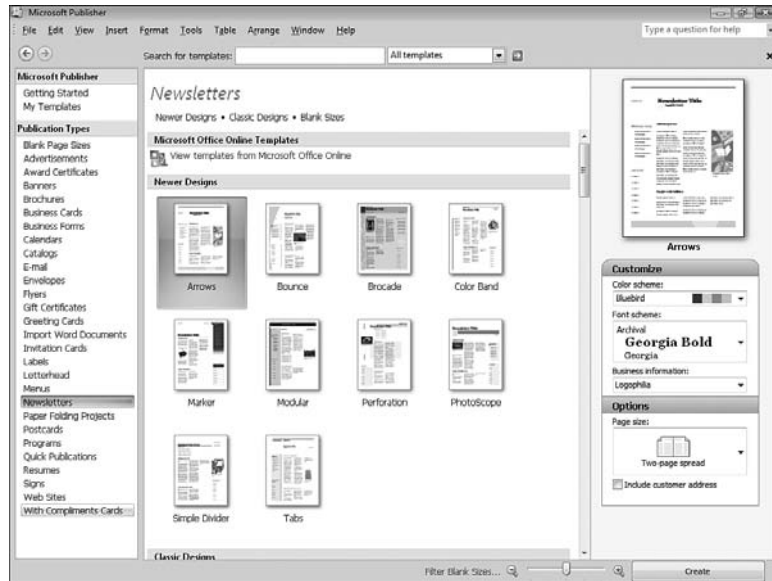 Microsoft Publisher
File Edit View Insert Format Tools Table Arrange Window Help
Type a question for help
Search for templates: All templates
Microsoft Publisher
Getting Started
My Templates
Publication Types
Blank Page Sizes
Advertisements
Award Certificates
Banners
Brochures
Business Cards
Business Forms
Calendars
Catalogs
E-mail
Envelopes
Flyers
Gift Certificates
Greeting Cards
Import Word Documents
Invitation Cards
Labels
Letterhead
Menus
Newsletters
Paper Folding Projects
Postcards
Programs
Quick Publications
Resumes
Signs
Web Sites
With Compliments Cards
Newsletters
Newer Designs • Classic Designs • Blank Sizes
Microsoft Office Online Templates
View templates from Microsoft Office Online
Newer Designs
Arrows Bounce Brocade Color Band
Marker Modular Perforation PhotoScope
Simple Divider Tabs
Classic Designs
Newsletter Title
Arrows
Customize
Color scheme:
Bluebird
Font scheme:
Archival
Georgia Bold
Georgia
Business information:
Logophilia
Options
Page size:
Two-page spread
Include customer address
Filter Blank Sizes...
Create